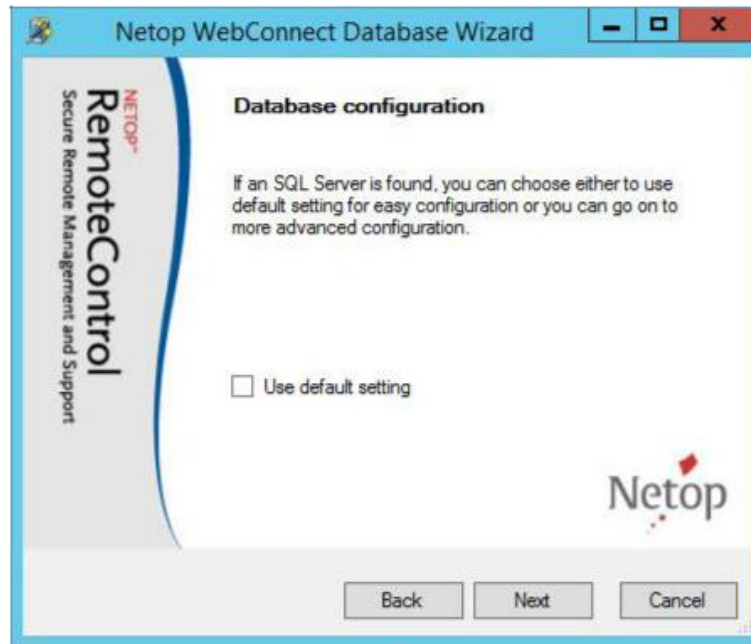 Netop WebConnect Database Wizard
NETOP™
RemoteControl
Secure Remote Management and Support
Database configuration
If an SQL Server is found, you can choose either to use
default setting for easy configuration or you can go on to
more advanced configuration.
Use default setting
Netop
Back
Next
Cancel